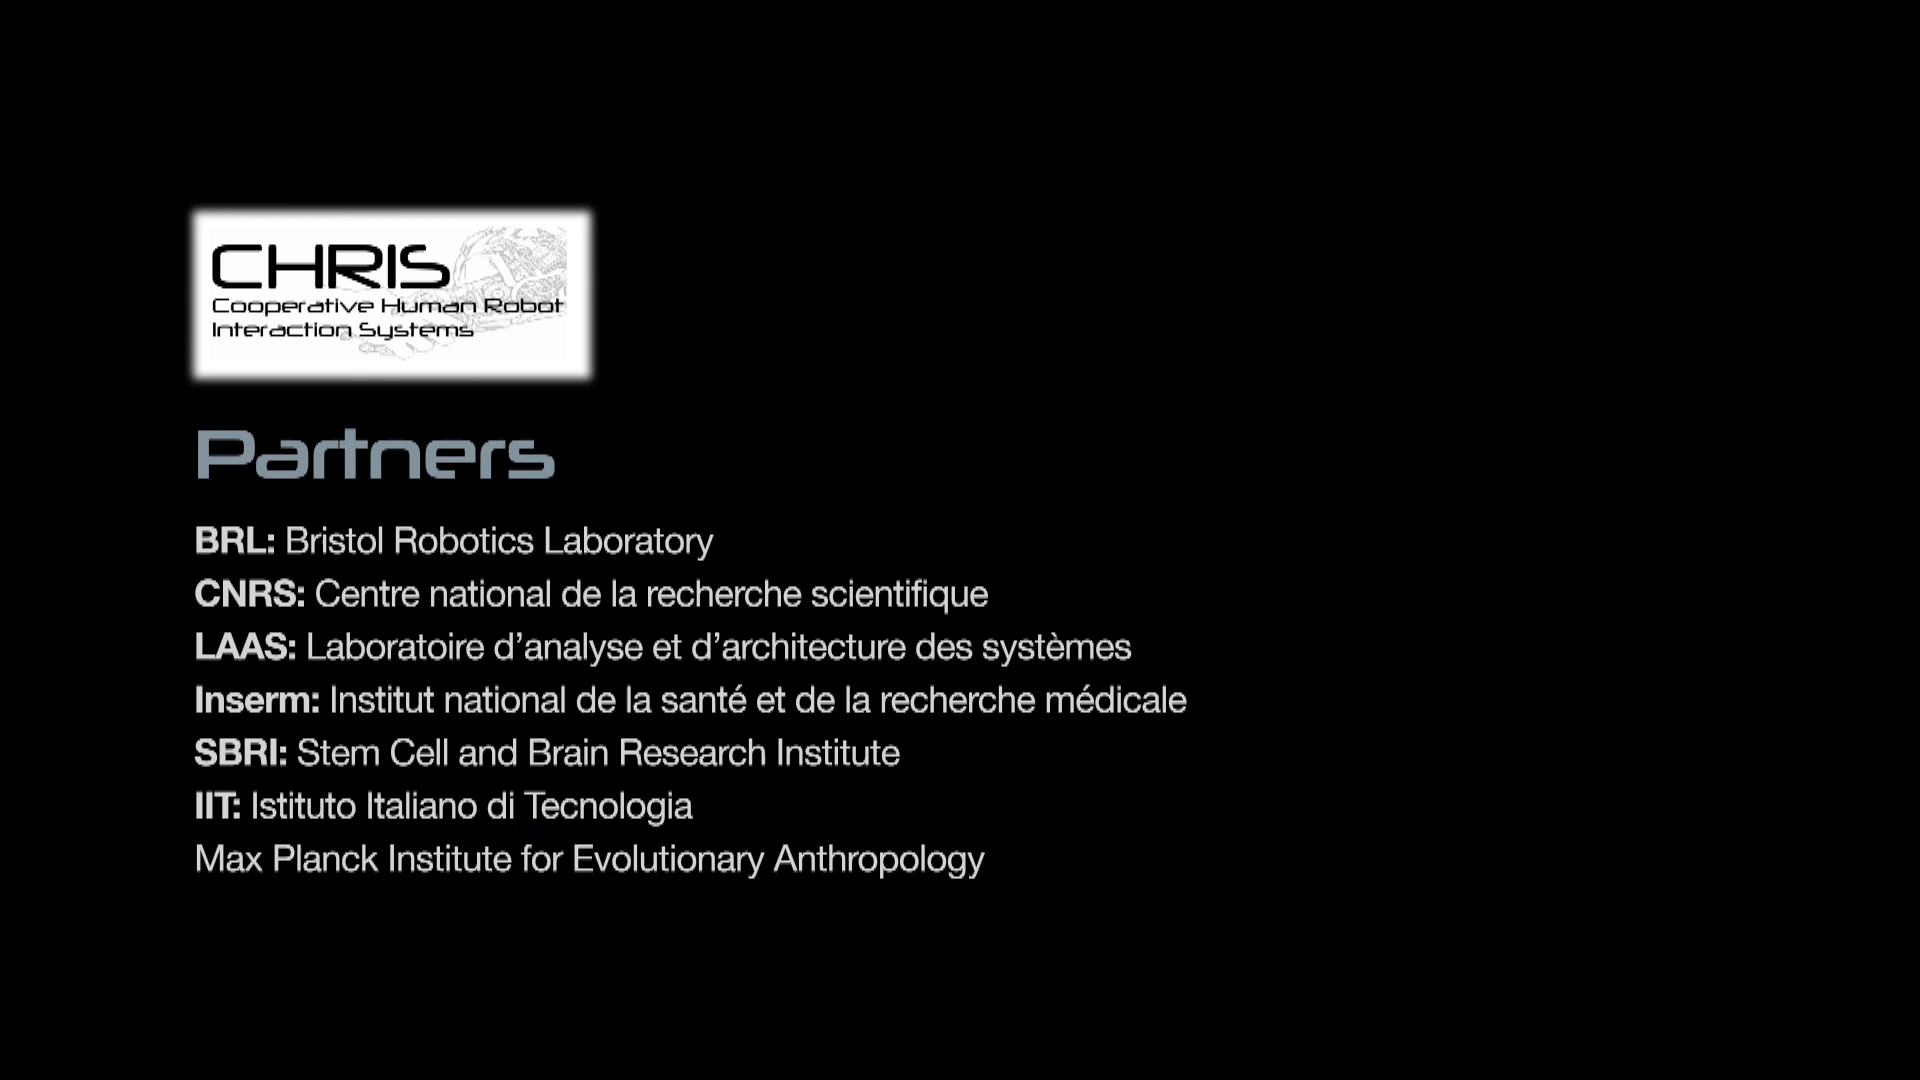 CHRIS
Cooperative Human Robot
Interaction Systems
Partners
BRL: Bristol Robotics Laboratory
CNRS: Centre national de la recherche scientifique
LAAS: Laboratoire d’analyse et d’architecture des systèmes
Inserm: Institut national de la santé et de la recherche médicale
SBRI: Stem Cell and Brain Research Institute
IIT: Istituto Italiano di Tecnologia
Max Planck Institute for Evolutionary Anthropology